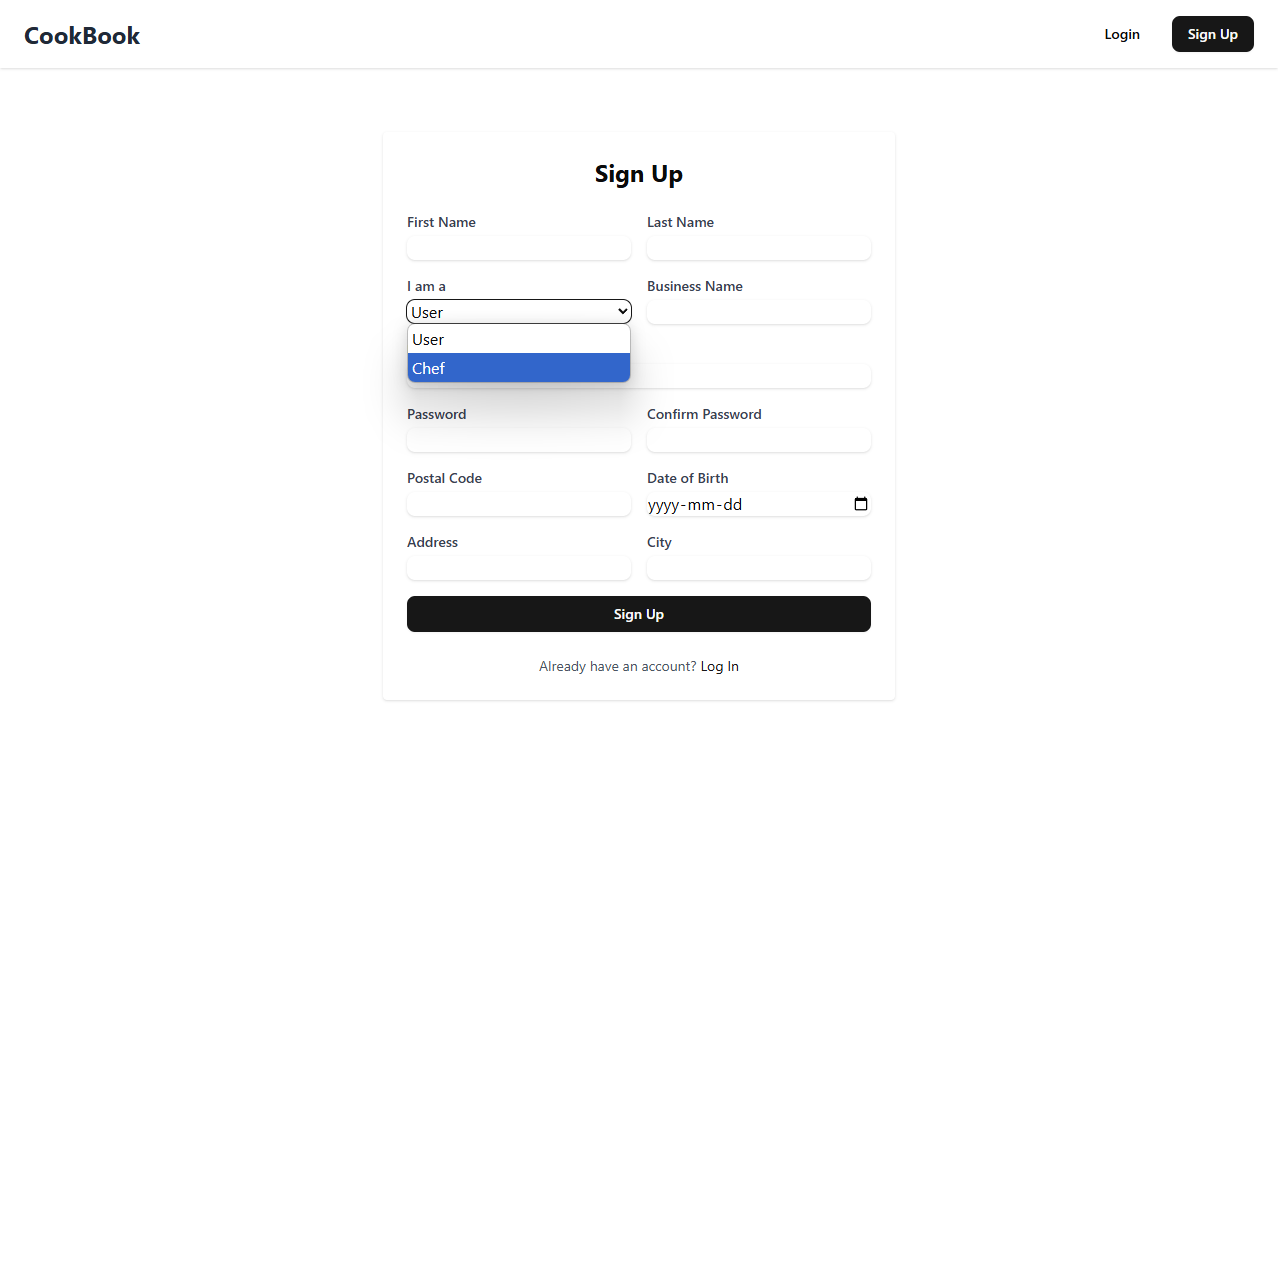 CookBook
Login
Sign Up
Sign Up
First Name
Last Name
I am a
Business Name
User
User
Chef
Password
Confirm Password
Postal Code
Date of Birth
yyyy-mm-dd
Address
City
Sign Up
Already have an account? Log In